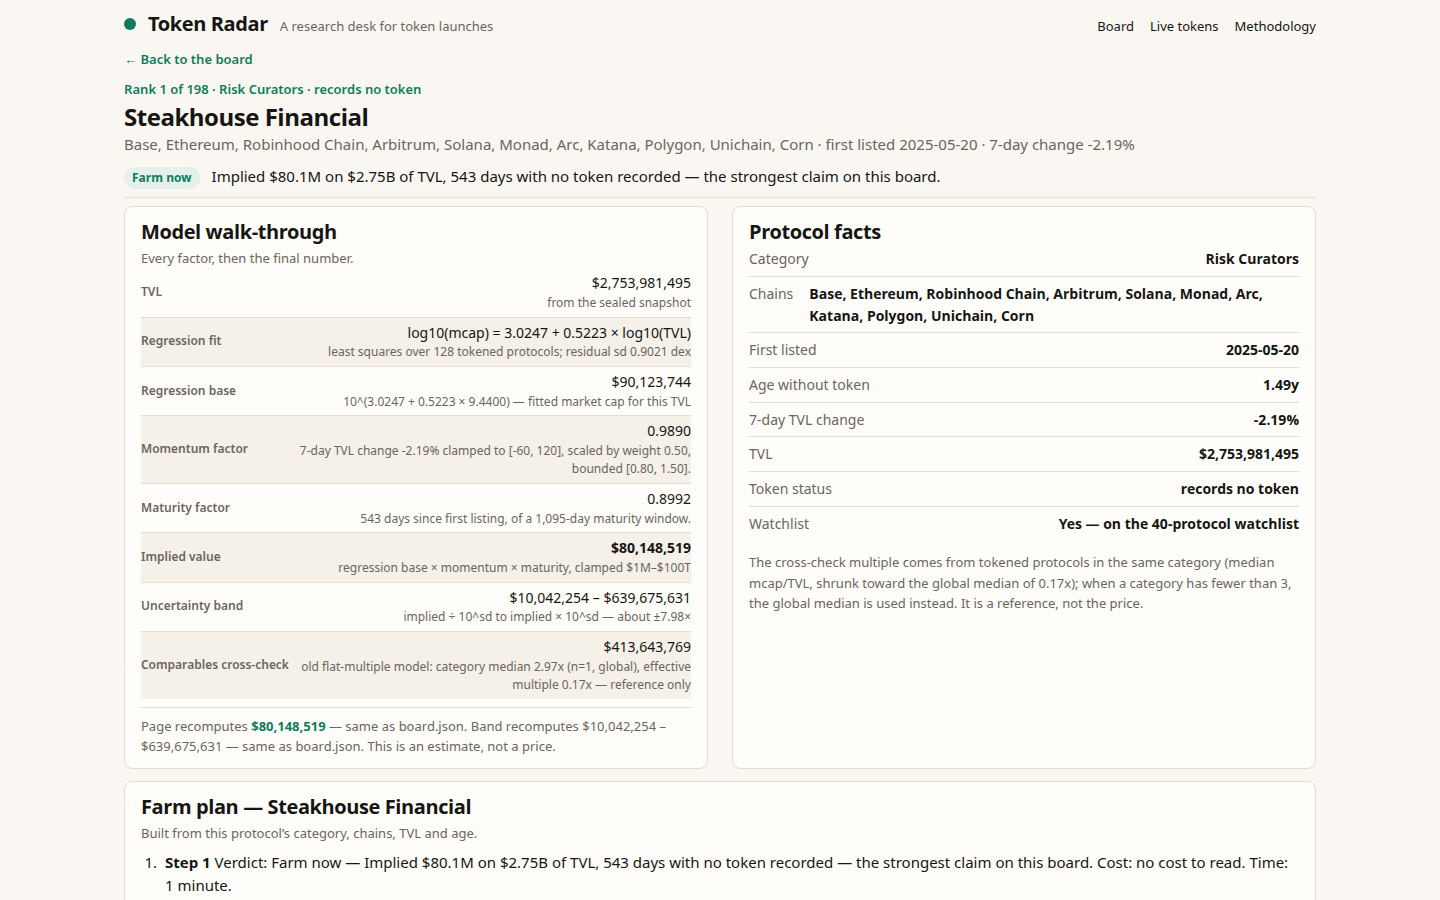 Token Radar A research desk for token launches
Board Live tokens Methodology
← Back to the board
Rank 1 of 198 · Risk Curators · records no token
Steakhouse Financial
Base, Ethereum, Robinhood Chain, Arbitrum, Solana, Monad, Arc, Katana, Polygon, Unichain, Corn · first listed 2025-05-20 · 7-day change -2.19%
Farm now Implied $80.1M on $2.75B of TVL, 543 days with no token recorded — the strongest claim on this board.
Model walk-through
Every factor, then the final number.
TVL
$2,753,981,495
from the sealed snapshot
Regression fit
log10(mcap) = 3.0247 + 0.5223 × log10(TVL)
least squares over 128 tokened protocols; residual sd 0.9021 dex
Regression base
$90,123,744
10^(3.0247 + 0.5223 × 9.4400) — fitted market cap for this TVL
Momentum factor
0.9890
7-day TVL change -2.19% clamped to [-60, 120], scaled by weight 0.50,
bounded [0.80, 1.50].
Maturity factor
0.8992
543 days since first listing, of a 1,095-day maturity window.
Implied value
$80,148,519
regression base × momentum × maturity, clamped $1M–$100T
Uncertainty band
$10,042,254 – $639,675,631
implied ÷ 10^sd to implied × 10^sd — about ±7.98×
Comparables cross-check
$413,643,769
old flat-multiple model: category median 2.97x (n=1, global), effective
multiple 0.17x — reference only
Page recomputes $80,148,519 — same as board.json. Band recomputes $10,042,254 –
$639,675,631 — same as board.json. This is an estimate, not a price.
Protocol facts
Category Risk Curators
Chains Base, Ethereum, Robinhood Chain, Arbitrum, Solana, Monad, Arc,
Katana, Polygon, Unichain, Corn
First listed 2025-05-20
Age without token 1.49y
7-day TVL change -2.19%
TVL $2,753,981,495
Token status records no token
Watchlist Yes — on the 40-protocol watchlist
The cross-check multiple comes from tokened protocols in the same category (median
mcap/TVL, shrunk toward the global median of 0.17x); when a category has fewer than 3,
the global median is used instead. It is a reference, not the price.
Farm plan — Steakhouse Financial
Built from this protocol's category, chains, TVL and age.
1. Step 1 Verdict: Farm now — Implied $80.1M on $2.75B of TVL, 543 days with no token recorded — the strongest claim on this board. Cost: no cost to read. Time:
1 minute.